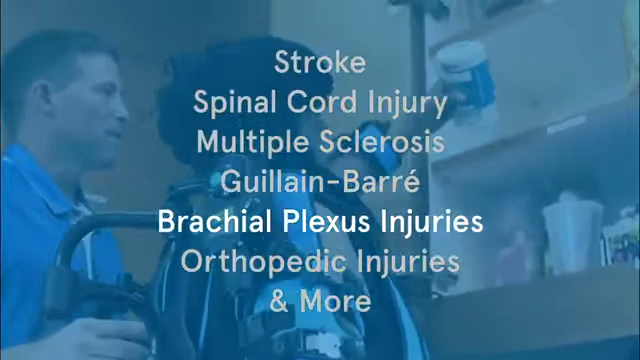 Stroke
Spinal Cord Injury
Multiple Sclerosis
Guillain-Barré
Brachial Plexus Injuries
Orthopedic Injuries
& More